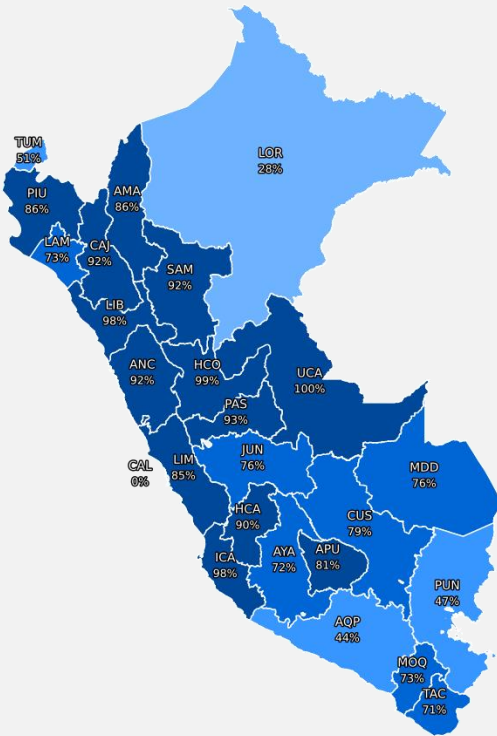 LOR
28%
TUM
51%
PIU
86%
AMA
86%
LAM
73%
CAJ
92%
SAM
92%
LIB
98%
ANC
92%
HCO
99%
UCA
100%
PAS
93%
JUN
76%
LIM
85%
CAL
0%
MDD
76%
HCA
90%
CUS
79%
ICA
98%
AYA
72%
APU
81%
PUN
47%
AQP
44%
MOQ
73%
TAC
71%